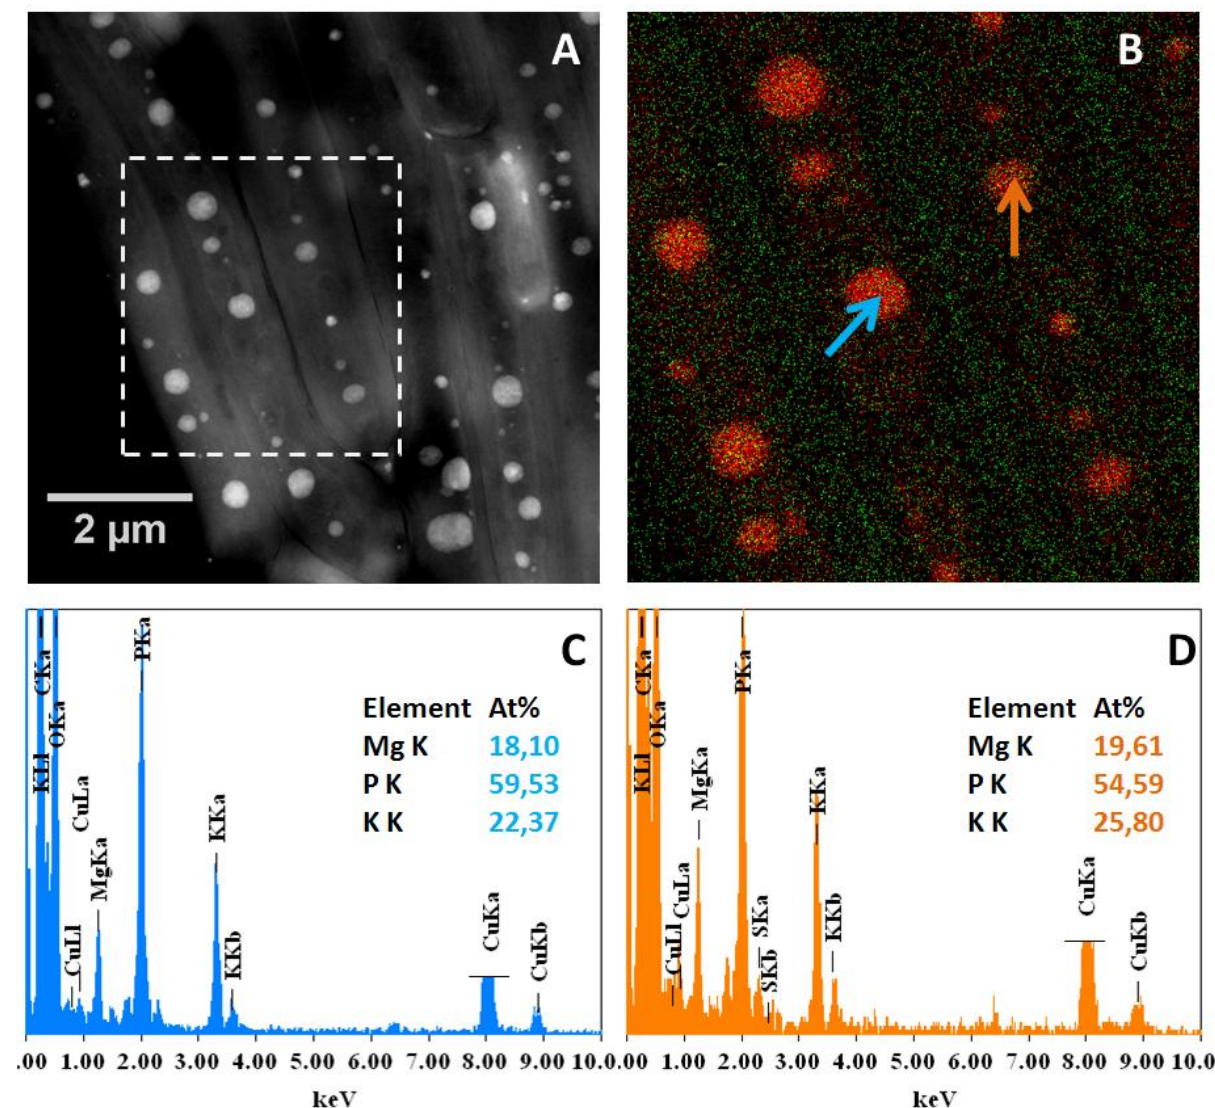 A
B
2 µm
C
KLl
CKa
OKa
CuLl
CuLa
MgKa
PKa
KKa
KKb
CuKa
CuKb
Element At%
Mg K 18,10
P K 59,53
K K 22,37
.00 1.00 2.00 3.00 4.00 5.00 6.00 7.00 8.00 9.00 10.0
keV
D
KLl
CKa
OKa
CuLl
CuLa
MgKa
PKa
SKa
SKb
KKa
KKb
CuKa
CuKb
Element At%
Mg K 19,61
P K 54,59
K K 25,80
.00 1.00 2.00 3.00 4.00 5.00 6.00 7.00 8.00 9.00 10.0
keV